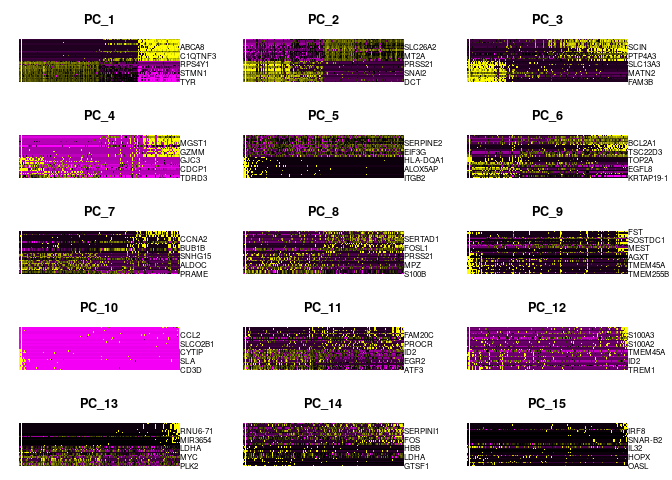 PC_1
ABCA8
C1QTNF3
RPS4Y1
STMN1
TYR
PC_2
SLC26A2
MT2A
PRSS21
SNAI2
DCT
PC_3
SCIN
PTP4A3
SLC13A3
MATN2
FAM3B
PC_4
MGST1
GZMM
GJC3
CDCP1
TDRD3
PC_5
SERPINE2
EIF3G
HLA-DQA1
ALOX5AP
ITGB2
PC_6
BCL2A1
TSC22D3
TOP2A
EGFL8
KRTAP19-1
PC_7
CCNA2
BUB1B
SNHG15
ALDOC
PRAME
PC_8
SERTAD1
FOSL1
PRSS21
MPZ
S100B
PC_9
FST
SOSTDC1
MEST
AGXT
TMEM45A
TMEM255B
PC_10
CCL2
SLCO2B1
CYTIP
SLA
CD3D
PC_11
FAM20C
PROCR
ID2
EGR2
ATF3
PC_12
S100A3
S100A2
TMEM45A
ID2
TREM1
PC_13
RNU6-71
MIR3654
LDHA
MYC
PLK2
PC_14
SERPINI1
FOS
HBB
LDHA
GTSF1
PC_15
IRF8
SNAR-B2
IL32
HOPX
OASL